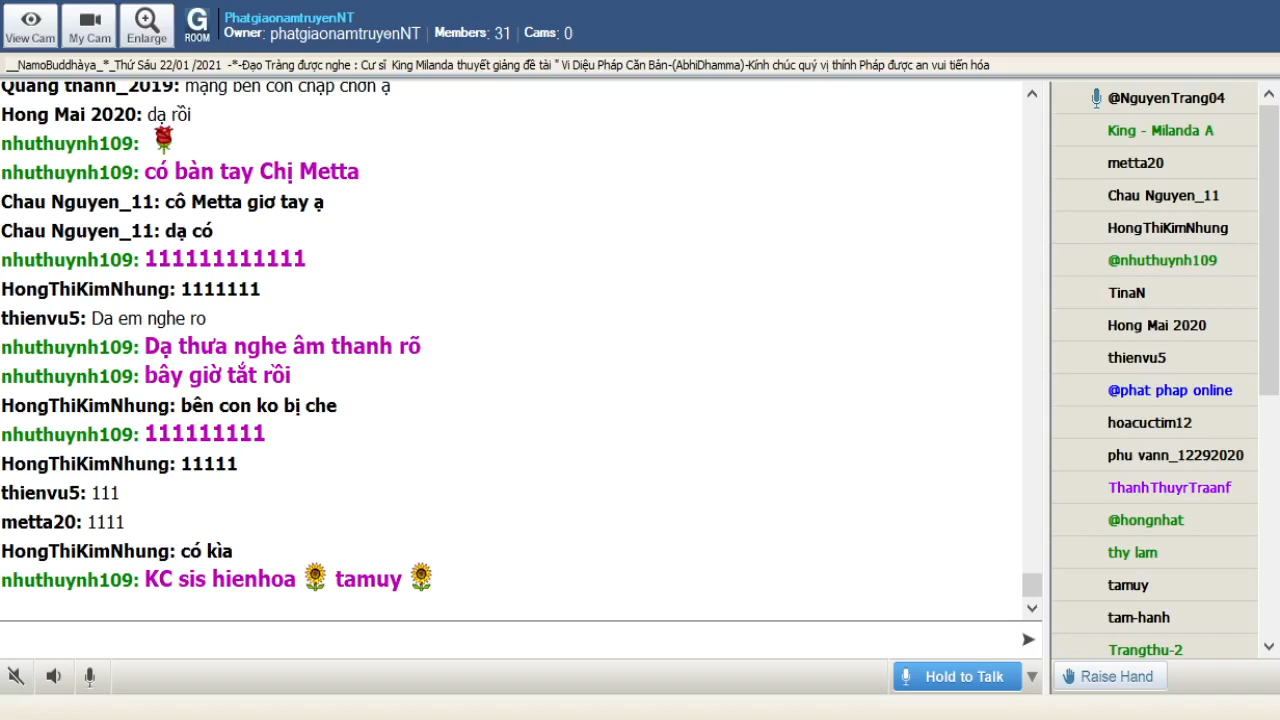 View Cam
My Cam
Enlarge
G
ROOM
PhatgiaonamtruyenNT
Owner: phatgiaonamtruyenNT | Members: 31 | Cams: 0
__NamoBuddhàya_*_Thứ Sáu 22/01 /2021 -*-Đạo Tràng được nghe : Cư sĩ King Milanda thuyết giảng đề tài " Vi Diệu Pháp Căn Bản-(AbhiDhamma)-Kính chúc quý vị thính Pháp được an vui tiến hóa
Quang thanh_2019: mạng bên con chập chờn ạ
Hong Mai 2020: dạ rồi
nhuthuynh109:
nhuthuynh109: có bàn tay Chị Metta
Chau Nguyen_11: cô Metta giơ tay ạ
Chau Nguyen_11: dạ có
nhuthuynh109: 111111111111
HongThiKimNhung: 1111111
thienvu5: Da em nghe ro
nhuthuynh109: Dạ thưa nghe âm thanh rõ
nhuthuynh109: bây giờ tắt rồi
HongThiKimNhung: bên con ko bị che
nhuthuynh109: 111111111
HongThiKimNhung: 11111
thienvu5: 111
metta20: 1111
HongThiKimNhung: có kìa
nhuthuynh109: KC sis hienhoa tamuy
@NguyenTrang04
King - Milanda A
metta20
Chau Nguyen_11
HongThiKimNhung
@nhuthuynh109
TinaN
Hong Mai 2020
thienvu5
@phat phap online
hoacuctim12
phu vann_12292020
ThanhThuyrTraanf
@hongnhat
thy lam
tamuy
tam-hanh
Trangthu-2
Hold to Talk
Raise Hand